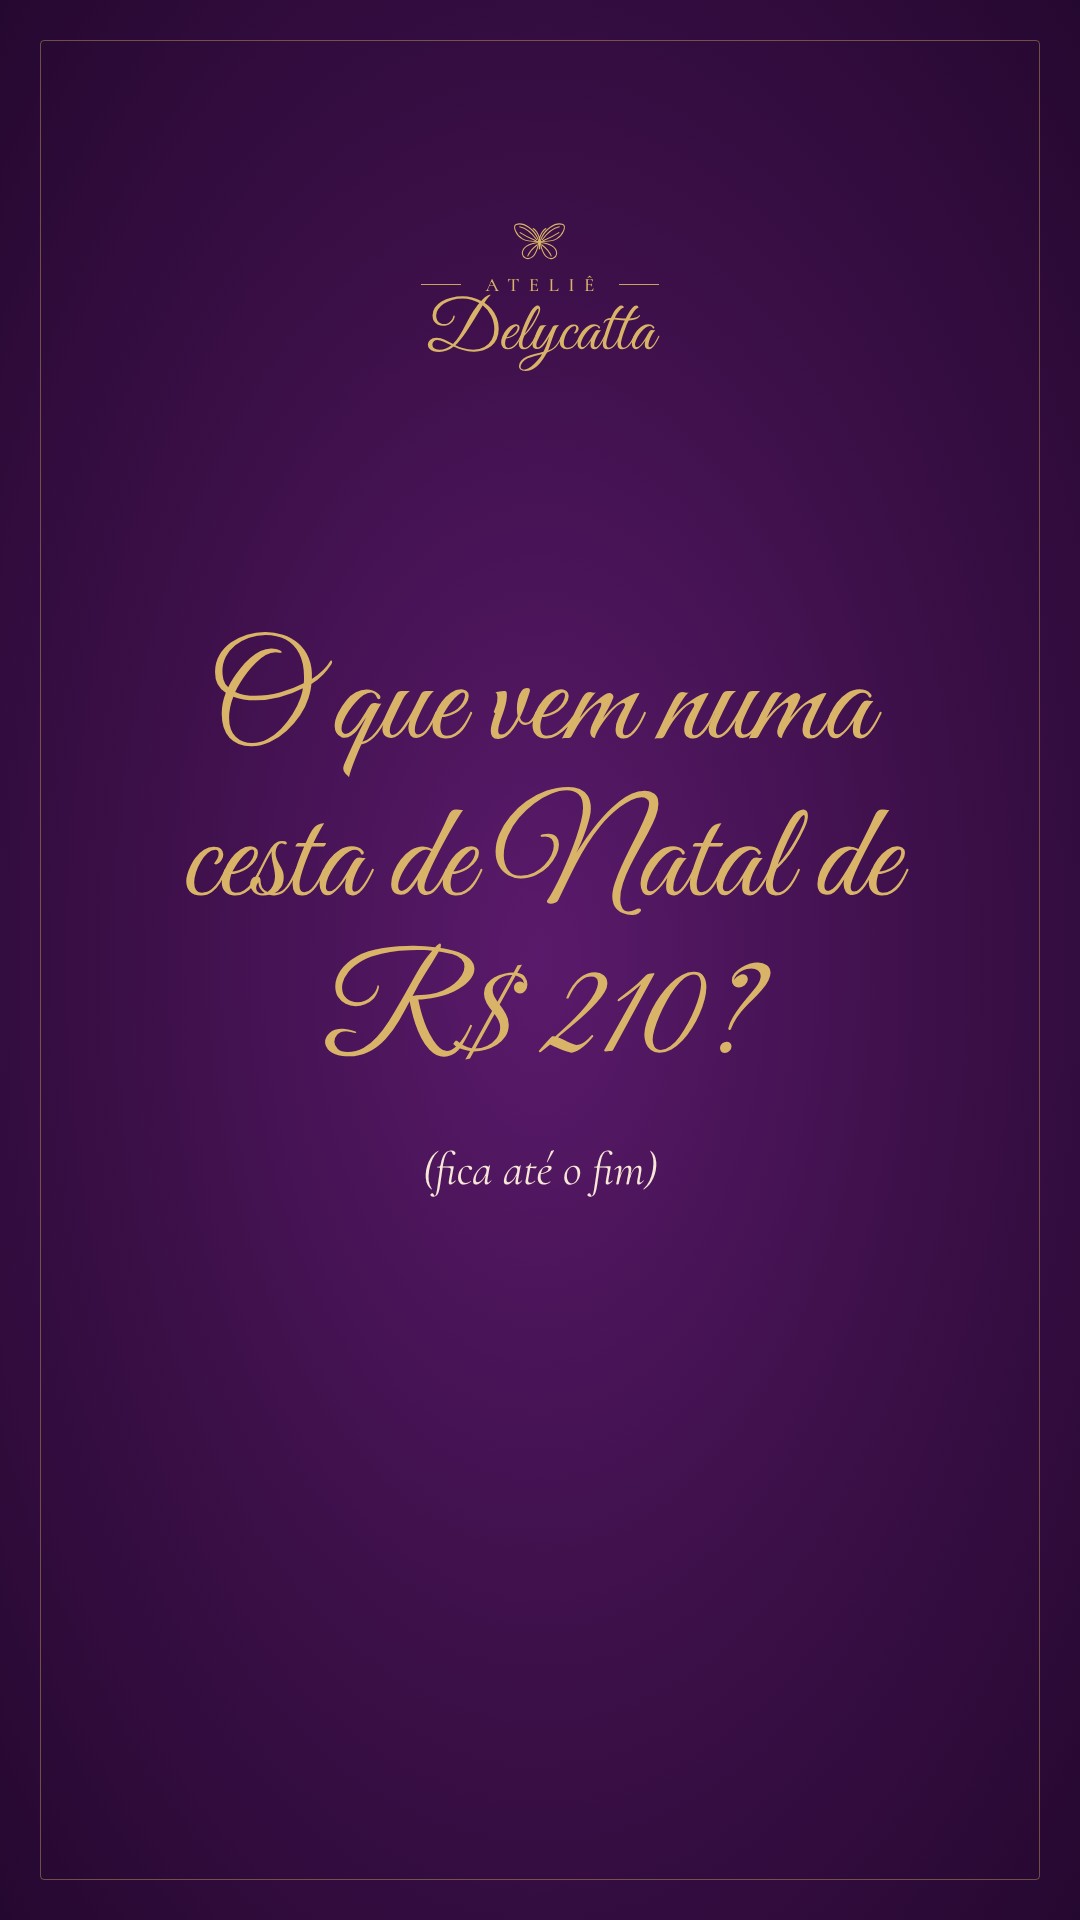 ATELIÊ
Delycatta
O que vem numa
cesta de Natal de
R$ 210?
(fica até o fim)